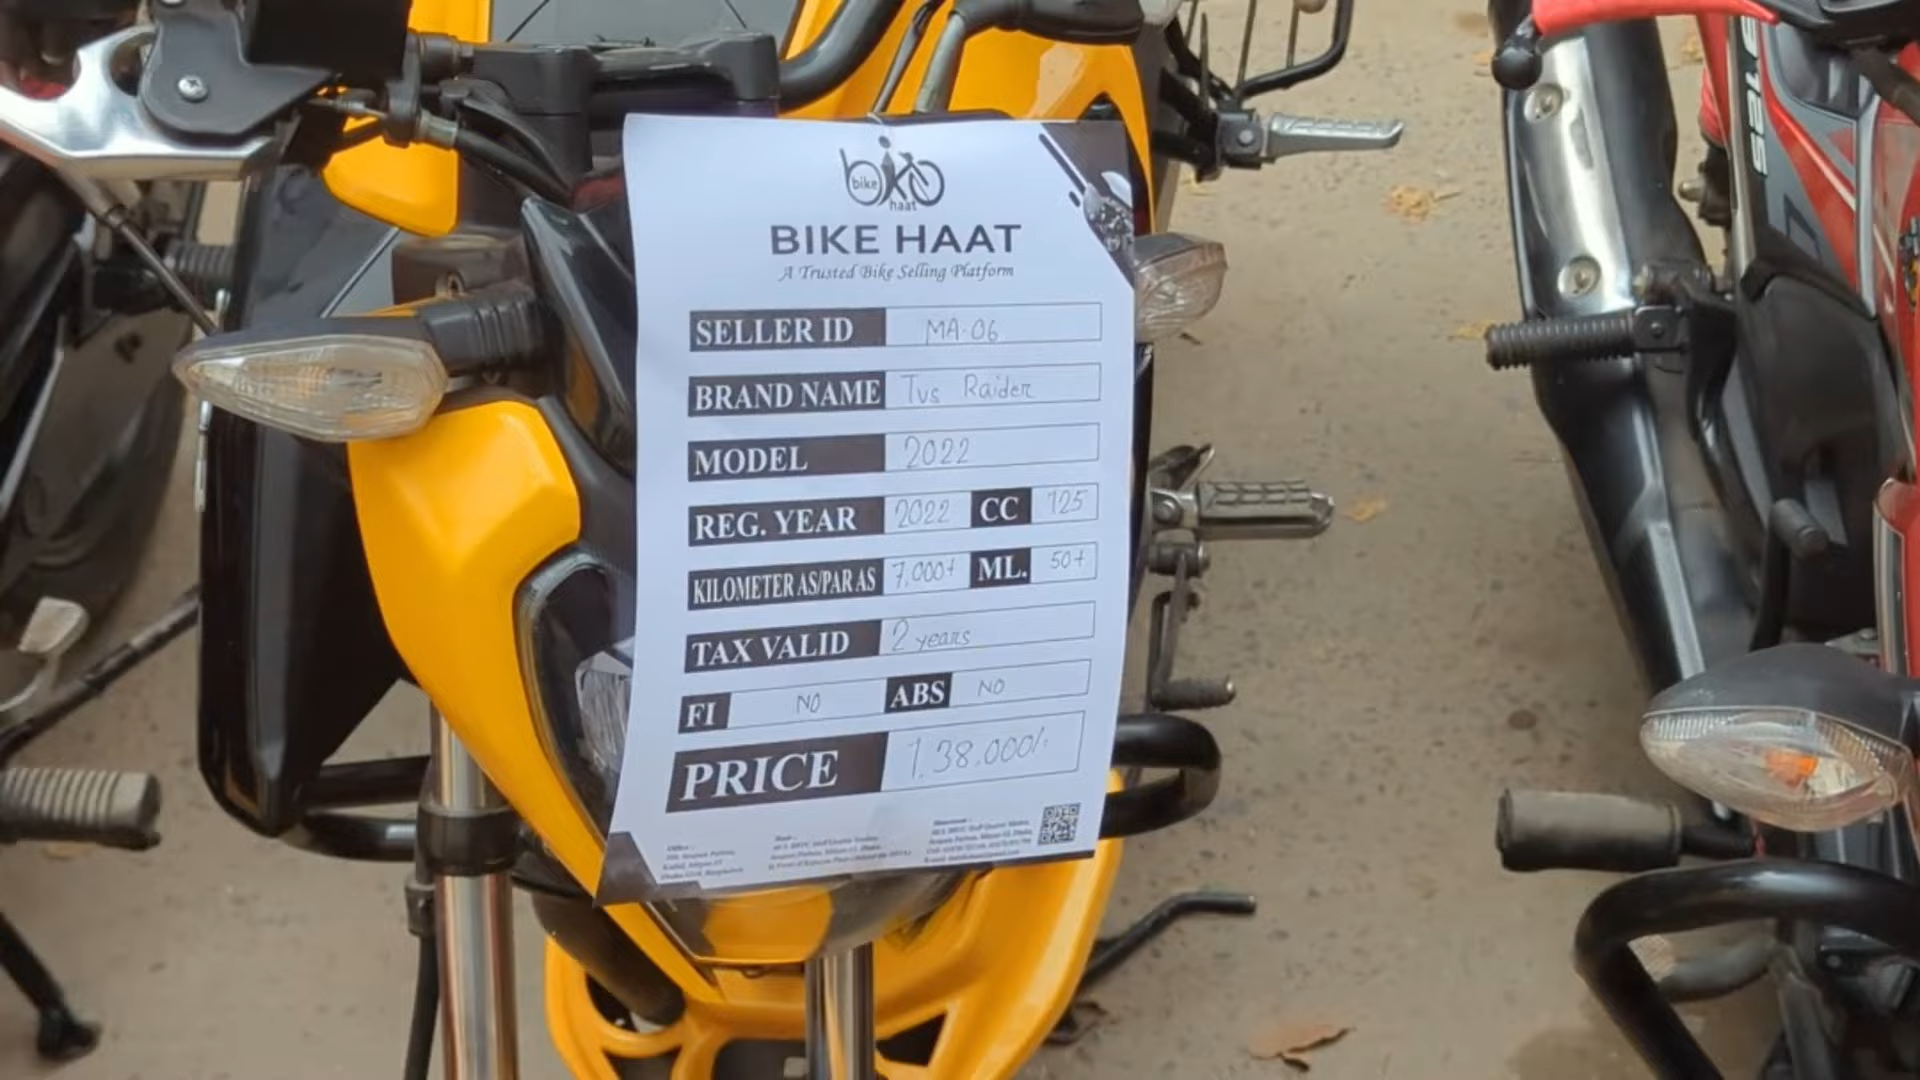 bike
haat
BIKE HAAT
A Trusted Bike Selling Platform
SELLER ID MA-06
BRAND NAME Tvs Raider
MODEL 2022
REG. YEAR 2022 CC 125
KILOMETER AS/PAR AS 7,000+ ML. 50+
TAX VALID 2 years
FI NO ABS NO
PRICE 1,38,000/-
125